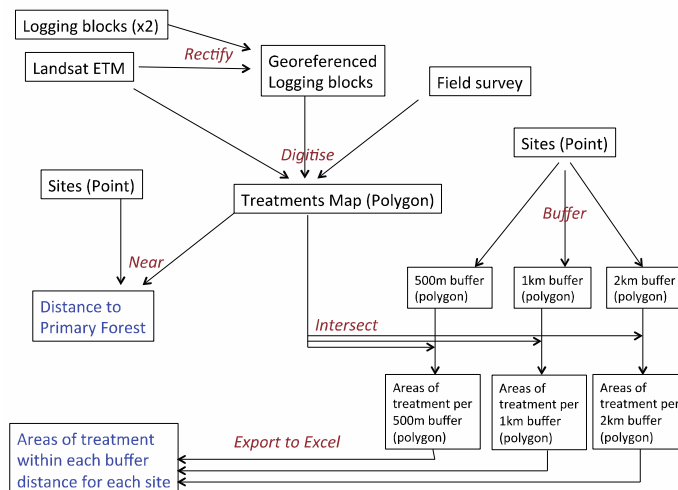 Logging blocks (x2)
Rectify
Landsat ETM
Georeferenced
Logging blocks
Field survey
Digitise
Sites (Point)
Sites (Point)
Treatments Map (Polygon)
Buffer
Near
500m buffer
(polygon)
1km buffer
(polygon)
2km buffer
(polygon)
Distance to
Primary Forest
Intersect
Areas of
treatment per
500m buffer
(polygon)
Areas of
treatment per
1km buffer
(polygon)
Areas of
treatment per
2km buffer
(polygon)
Export to Excel
Areas of treatment
within each buffer
distance for each site